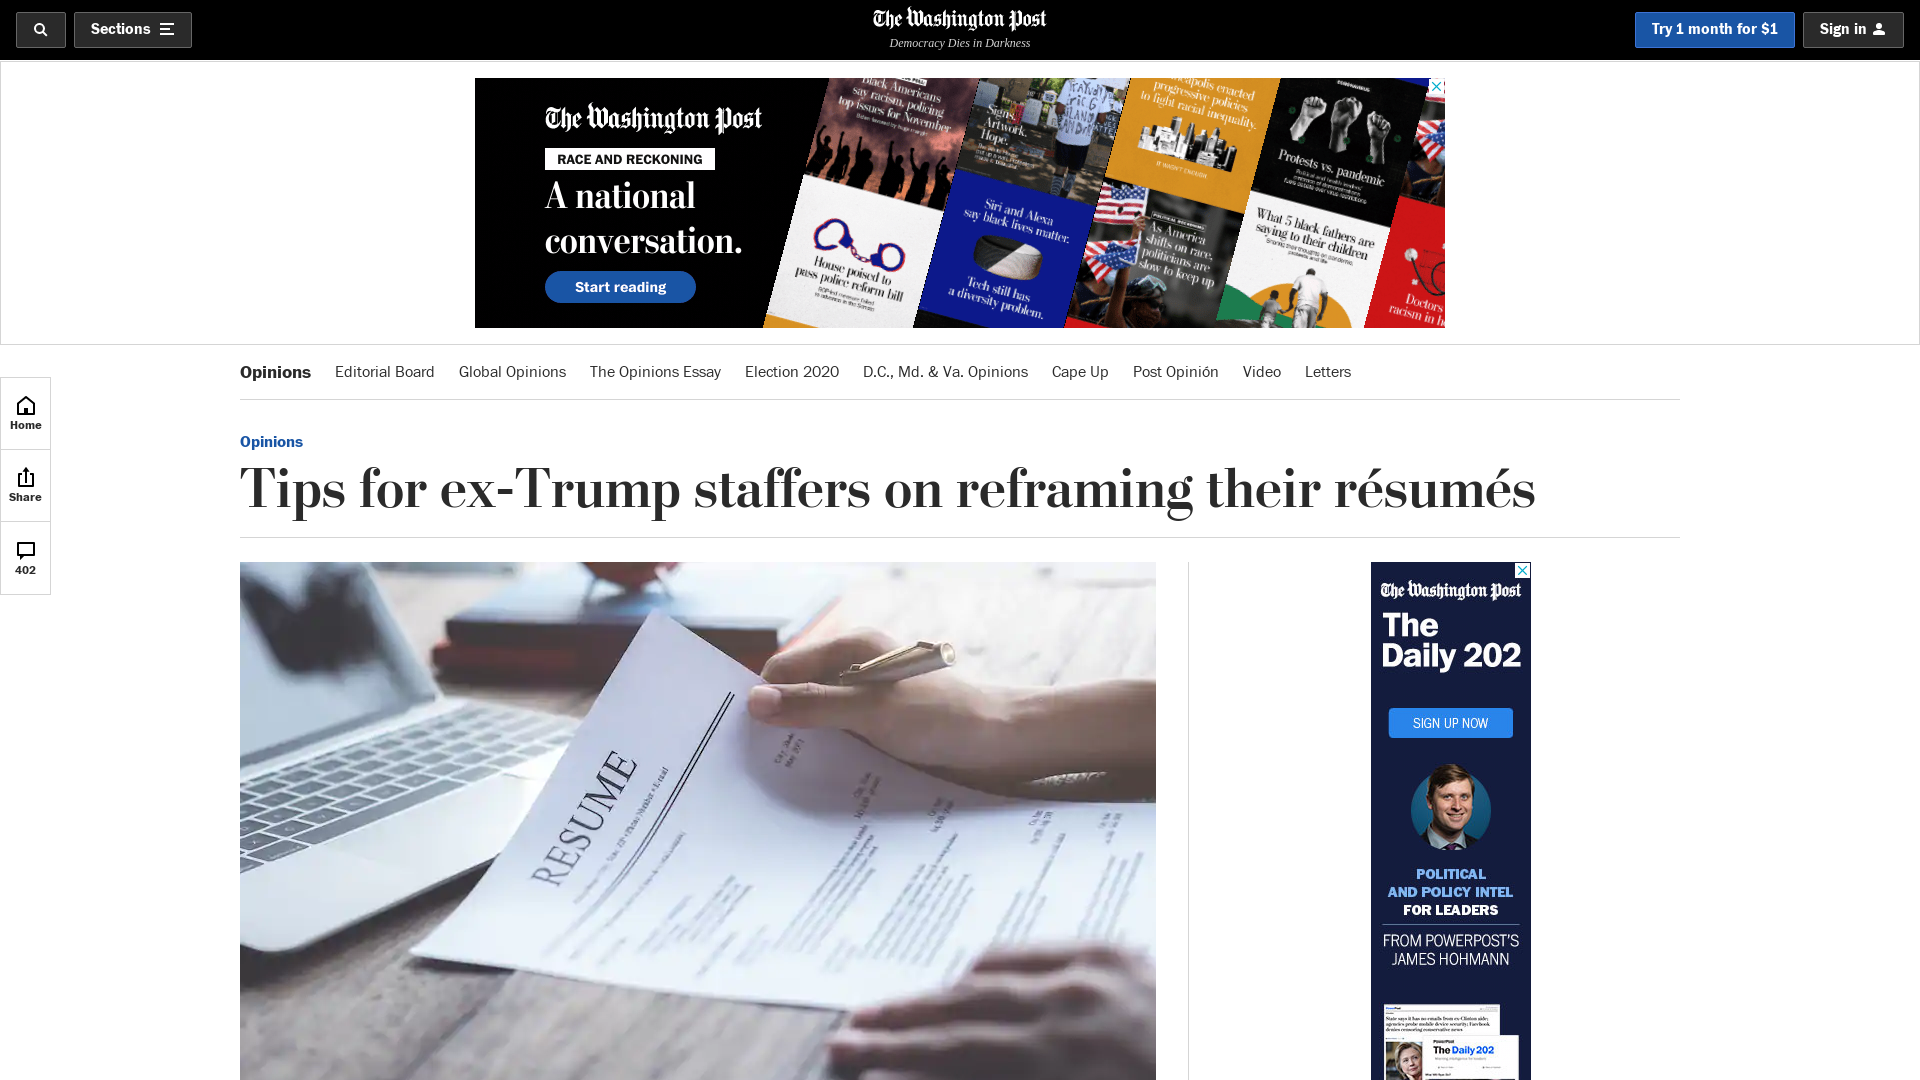 Sections
The Washington Post
Democracy Dies in Darkness
Try 1 month for $1
Sign in
The Washington Post
RACE AND RECKONING
A national
conversation.
Start reading
Black Americans
say racism, policing
top issues for November
Signs.
Artwork.
Hope.
progressive policies
to fight racial inequality.
IT WASN'T ENOUGH.
CORONAVIRUS
Protests vs. pandemic
House poised to
pass police reform bill
Siri and Alexa
say black lives matter.
Tech still has
a diversity problem.
As America
shifts on race,
politicians are
slow to keep up
What 5 black fathers are
saying to their children
Doctors
racism in
Opinions
Editorial Board
Global Opinions
The Opinions Essay
Election 2020
D.C., Md. & Va. Opinions
Cape Up
Post Opinión
Video
Letters
Home
Share
402
Opinions
Tips for ex-Trump staffers on reframing their résumés
RESUME
The Washington Post
The
Daily 202
SIGN UP NOW
POLITICAL
AND POLICY INTEL
FOR LEADERS
FROM POWERPOST'S
JAMES HOHMANN
PowerPost
The Daily 202